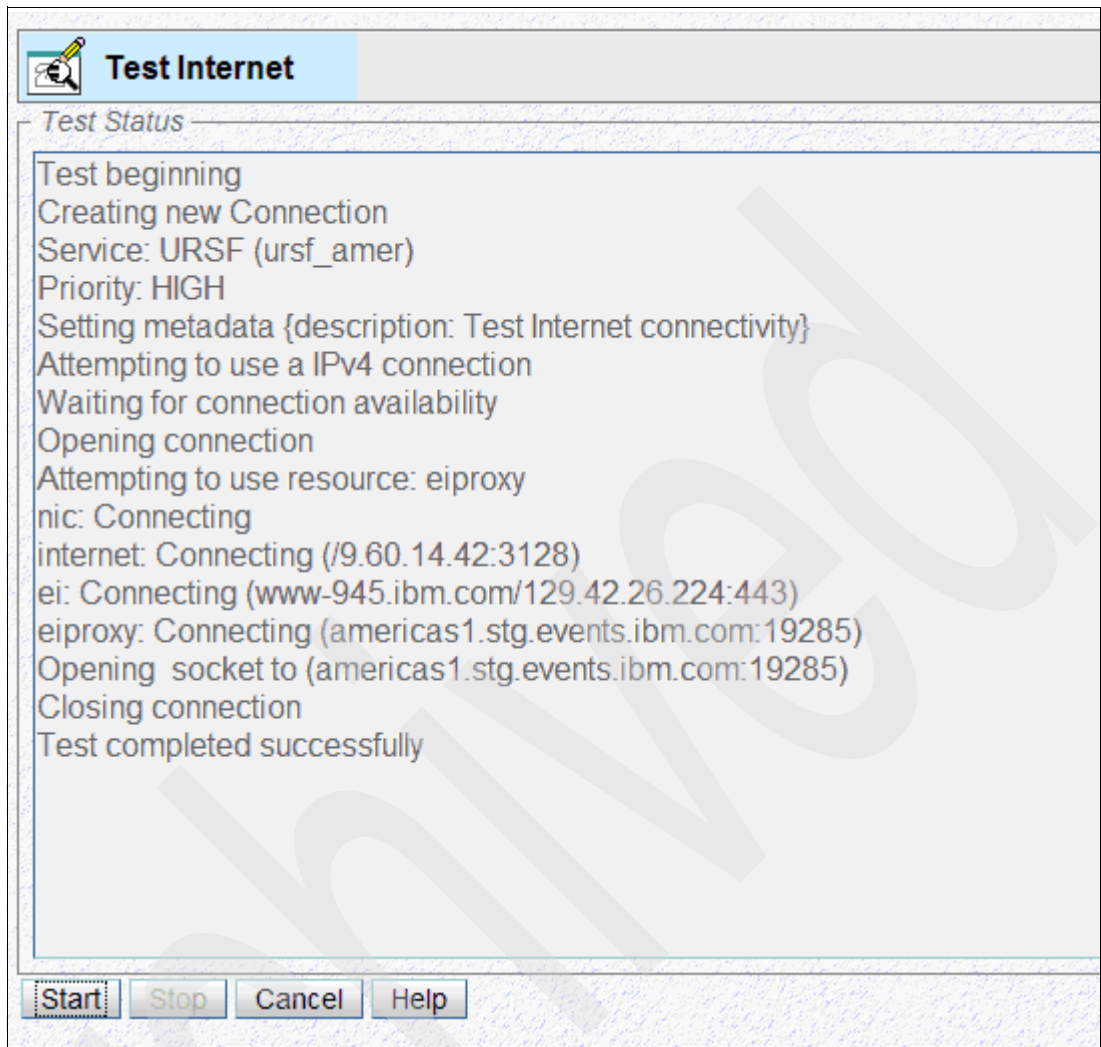 Test Internet
Test Status
Test beginning
Creating new Connection
Service: URSF (ursf_amer)
Priority: HIGH
Setting metadata {description: Test Internet connectivity}
Attempting to use a IPv4 connection
Waiting for connection availability
Opening connection
Attempting to use resource: eiproxy
nic: Connecting
internet: Connecting (/9.60.14.42:3128)
ei: Connecting (www-945.ibm.com/129.42.26.224:443)
eiproxy: Connecting (americas1.stg.events.ibm.com:19285)
Opening  socket to (americas1.stg.events.ibm.com:19285)
Closing connection
Test completed successfully
Start Stop Cancel Help